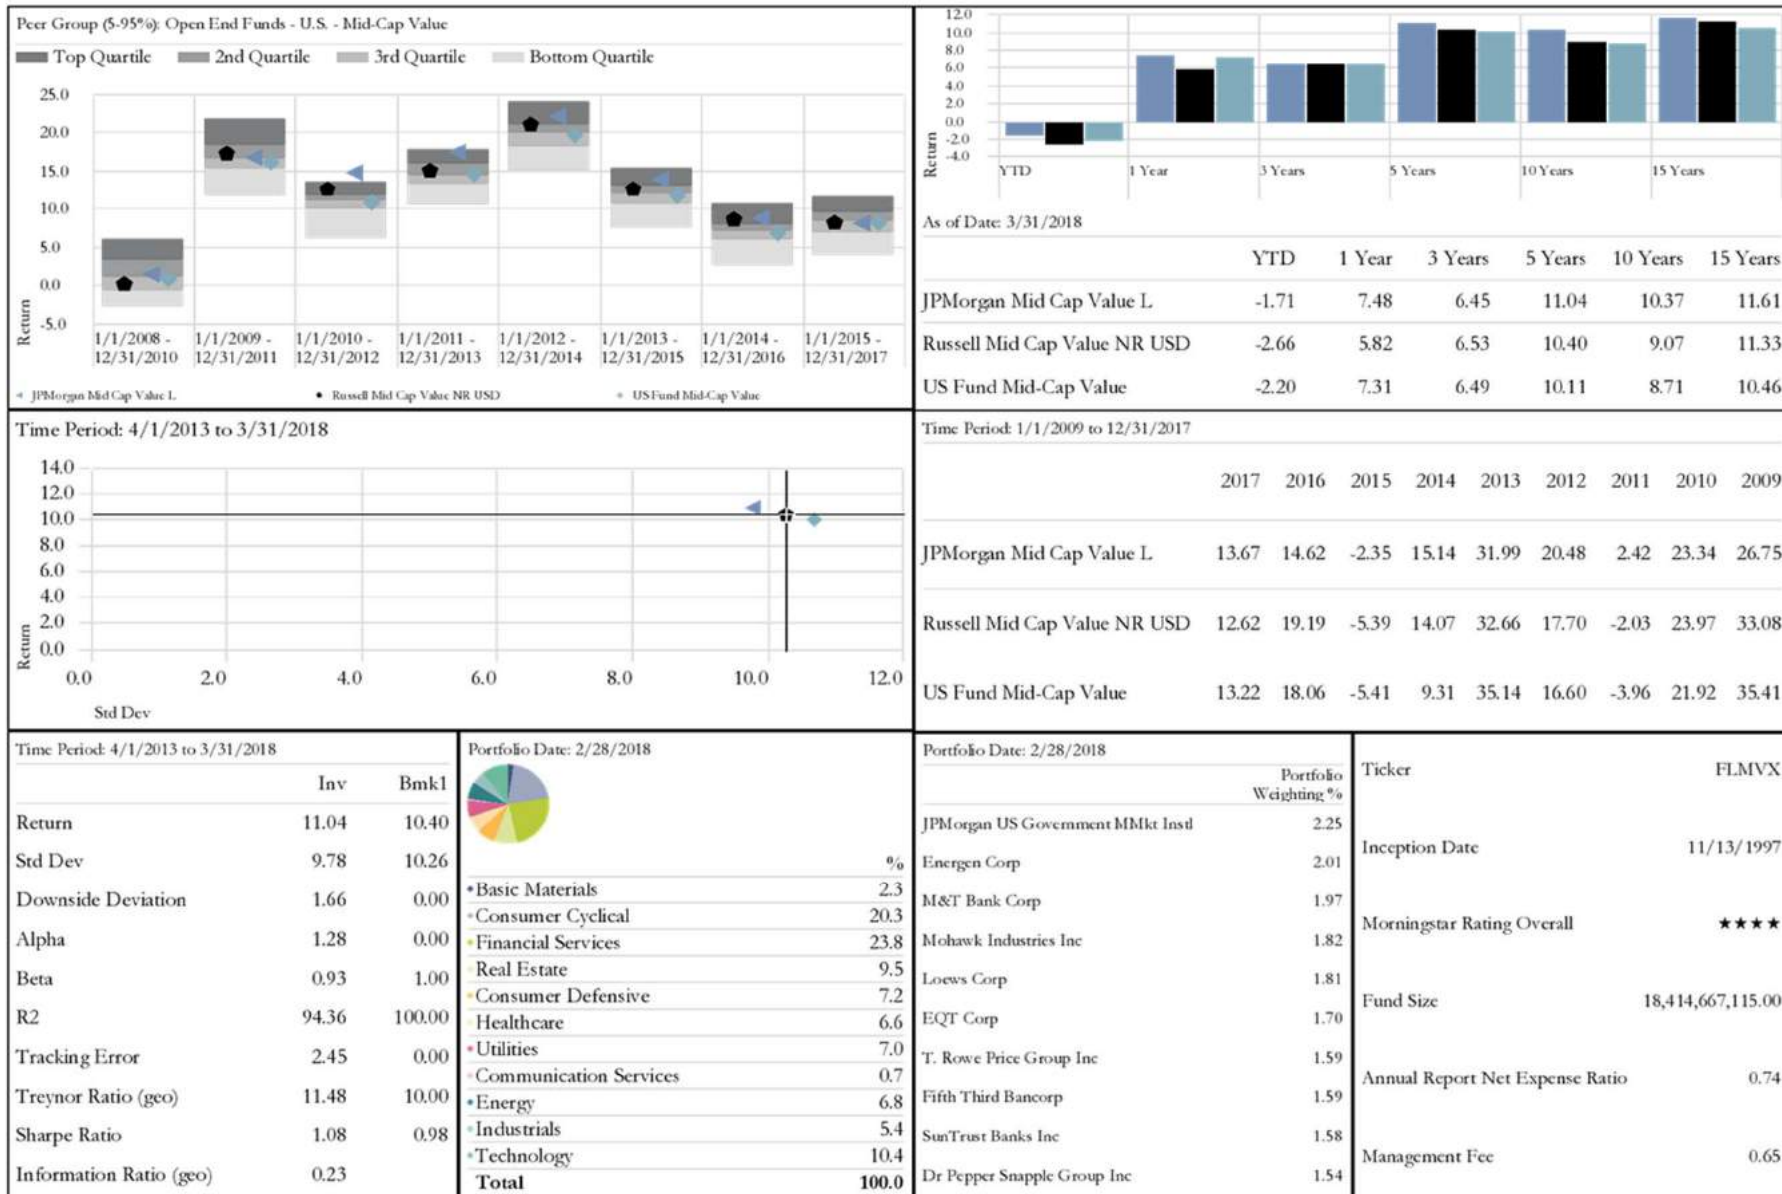 Peer Group (5-95%): Open End Funds - U.S. - Mid-Cap Value
Top Quartile 2nd Quartile 3rd Quartile Bottom Quartile
25.0
20.0
15.0
10.0
5.0
0.0
-5.0
Return
1/1/2008 - 12/31/2010
1/1/2009 - 12/31/2011
1/1/2010 - 12/31/2012
1/1/2011 - 12/31/2013
1/1/2012 - 12/31/2014
1/1/2013 - 12/31/2015
1/1/2014 - 12/31/2016
1/1/2015 - 12/31/2017
JPMorgan Mid Cap Value L Russell Mid Cap Value NR USD US Fund Mid-Cap Value
12.0
10.0
8.0
6.0
4.0
2.0
0.0
-2.0
-4.0
Return
YTD 1 Year 3 Years 5 Years 10 Years 15 Years
As of Date: 3/31/2018
YTD 1 Year 3 Years 5 Years 10 Years 15 Years
JPMorgan Mid Cap Value L -1.71 7.48 6.45 11.04 10.37 11.61
Russell Mid Cap Value NR USD -2.66 5.82 6.53 10.40 9.07 11.33
US Fund Mid-Cap Value -2.20 7.31 6.49 10.11 8.71 10.46
Time Period: 4/1/2013 to 3/31/2018
14.0
12.0
10.0
8.0
6.0
4.0
2.0
0.0
Return
0.0 2.0 4.0 6.0 8.0 10.0 12.0
Std Dev
Time Period: 1/1/2009 to 12/31/2017
2017 2016 2015 2014 2013 2012 2011 2010 2009
JPMorgan Mid Cap Value L 13.67 14.62 -2.35 15.14 31.99 20.48 2.42 23.34 26.75
Russell Mid Cap Value NR USD 12.62 19.19 -5.39 14.07 32.66 17.70 -2.03 23.97 33.08
US Fund Mid-Cap Value 13.22 18.06 -5.41 9.31 35.14 16.60 -3.96 21.92 35.41
Time Period: 4/1/2013 to 3/31/2018
Inv Bmk1
Return 11.04 10.40
Std Dev 9.78 10.26
Downside Deviation 1.66 0.00
Alpha 1.28 0.00
Beta 0.93 1.00
R2 94.36 100.00
Tracking Error 2.45 0.00
Treynor Ratio (geo) 11.48 10.00
Sharpe Ratio 1.08 0.98
Information Ratio (geo) 0.23
Portfolio Date: 2/28/2018
%
Basic Materials 2.3
Consumer Cyclical 20.3
Financial Services 23.8
Real Estate 9.5
Consumer Defensive 7.2
Healthcare 6.6
Utilities 7.0
Communication Services 0.7
Energy 6.8
Industrials 5.4
Technology 10.4
Total 100.0
Portfolio Date: 2/28/2018
Portfolio
Weighting %
JPMorgan US Government MMkt Instl 2.25
Energen Corp 2.01
M&T Bank Corp 1.97
Mohawk Industries Inc 1.82
Loews Corp 1.81
EQT Corp 1.70
T. Rowe Price Group Inc 1.59
Fifth Third Bancorp 1.59
SunTrust Banks Inc 1.58
Dr Pepper Snapple Group Inc 1.54
Ticker FLMVX
Inception Date 11/13/1997
Morningstar Rating Overall ★★★★
Fund Size 18,414,667,115.00
Annual Report Net Expense Ratio 0.74
Management Fee 0.65